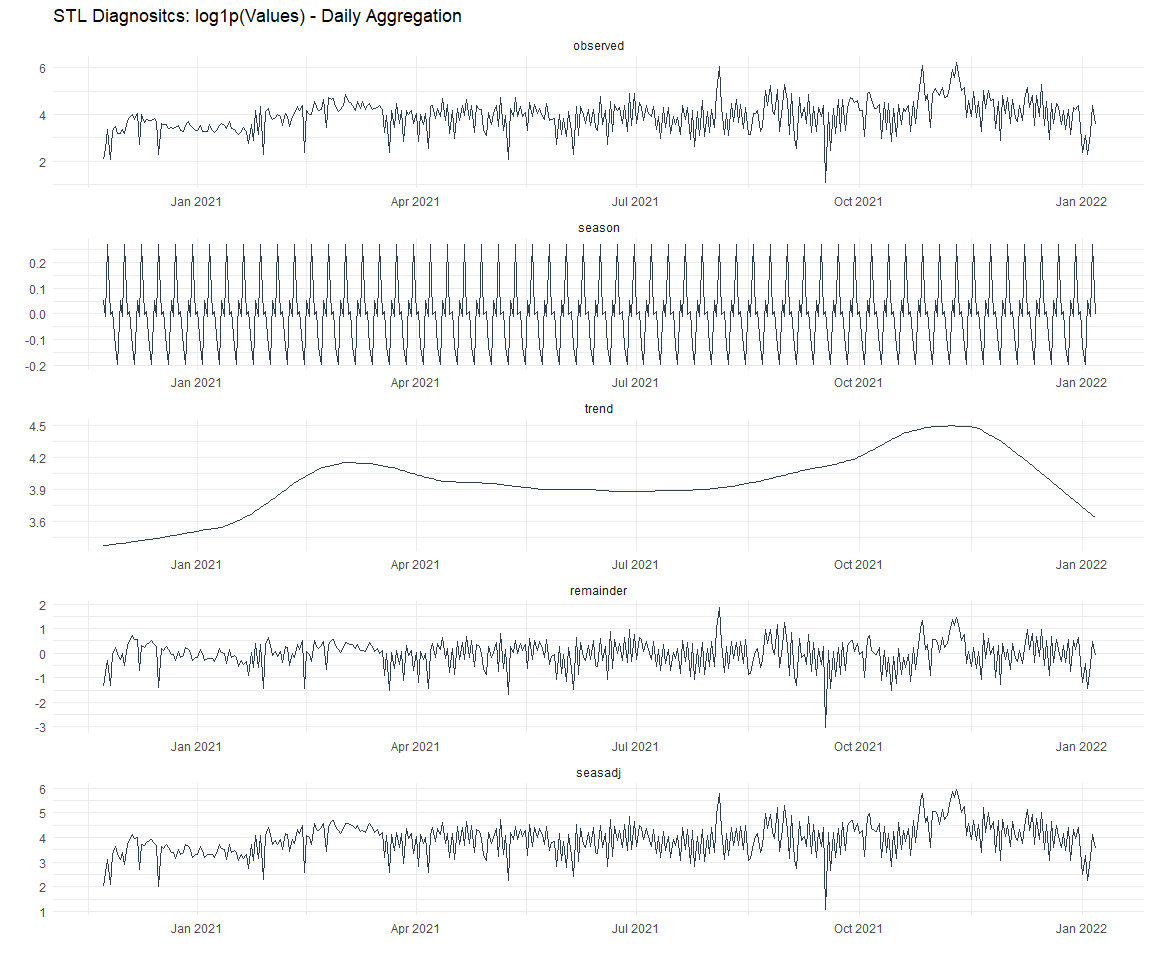 STL Diagnositcs: log1p(Values) - Daily Aggregation
observed
6
4
2
Jan 2021 Apr 2021 Jul 2021 Oct 2021 Jan 2022
season
0.2
0.1
0.0
-0.1
-0.2
Jan 2021 Apr 2021 Jul 2021 Oct 2021 Jan 2022
trend
4.5
4.2
3.9
3.6
Jan 2021 Apr 2021 Jul 2021 Oct 2021 Jan 2022
remainder
2
1
0
-1
-2
-3
Jan 2021 Apr 2021 Jul 2021 Oct 2021 Jan 2022
seasadj
6
5
4
3
2
1
Jan 2021 Apr 2021 Jul 2021 Oct 2021 Jan 2022